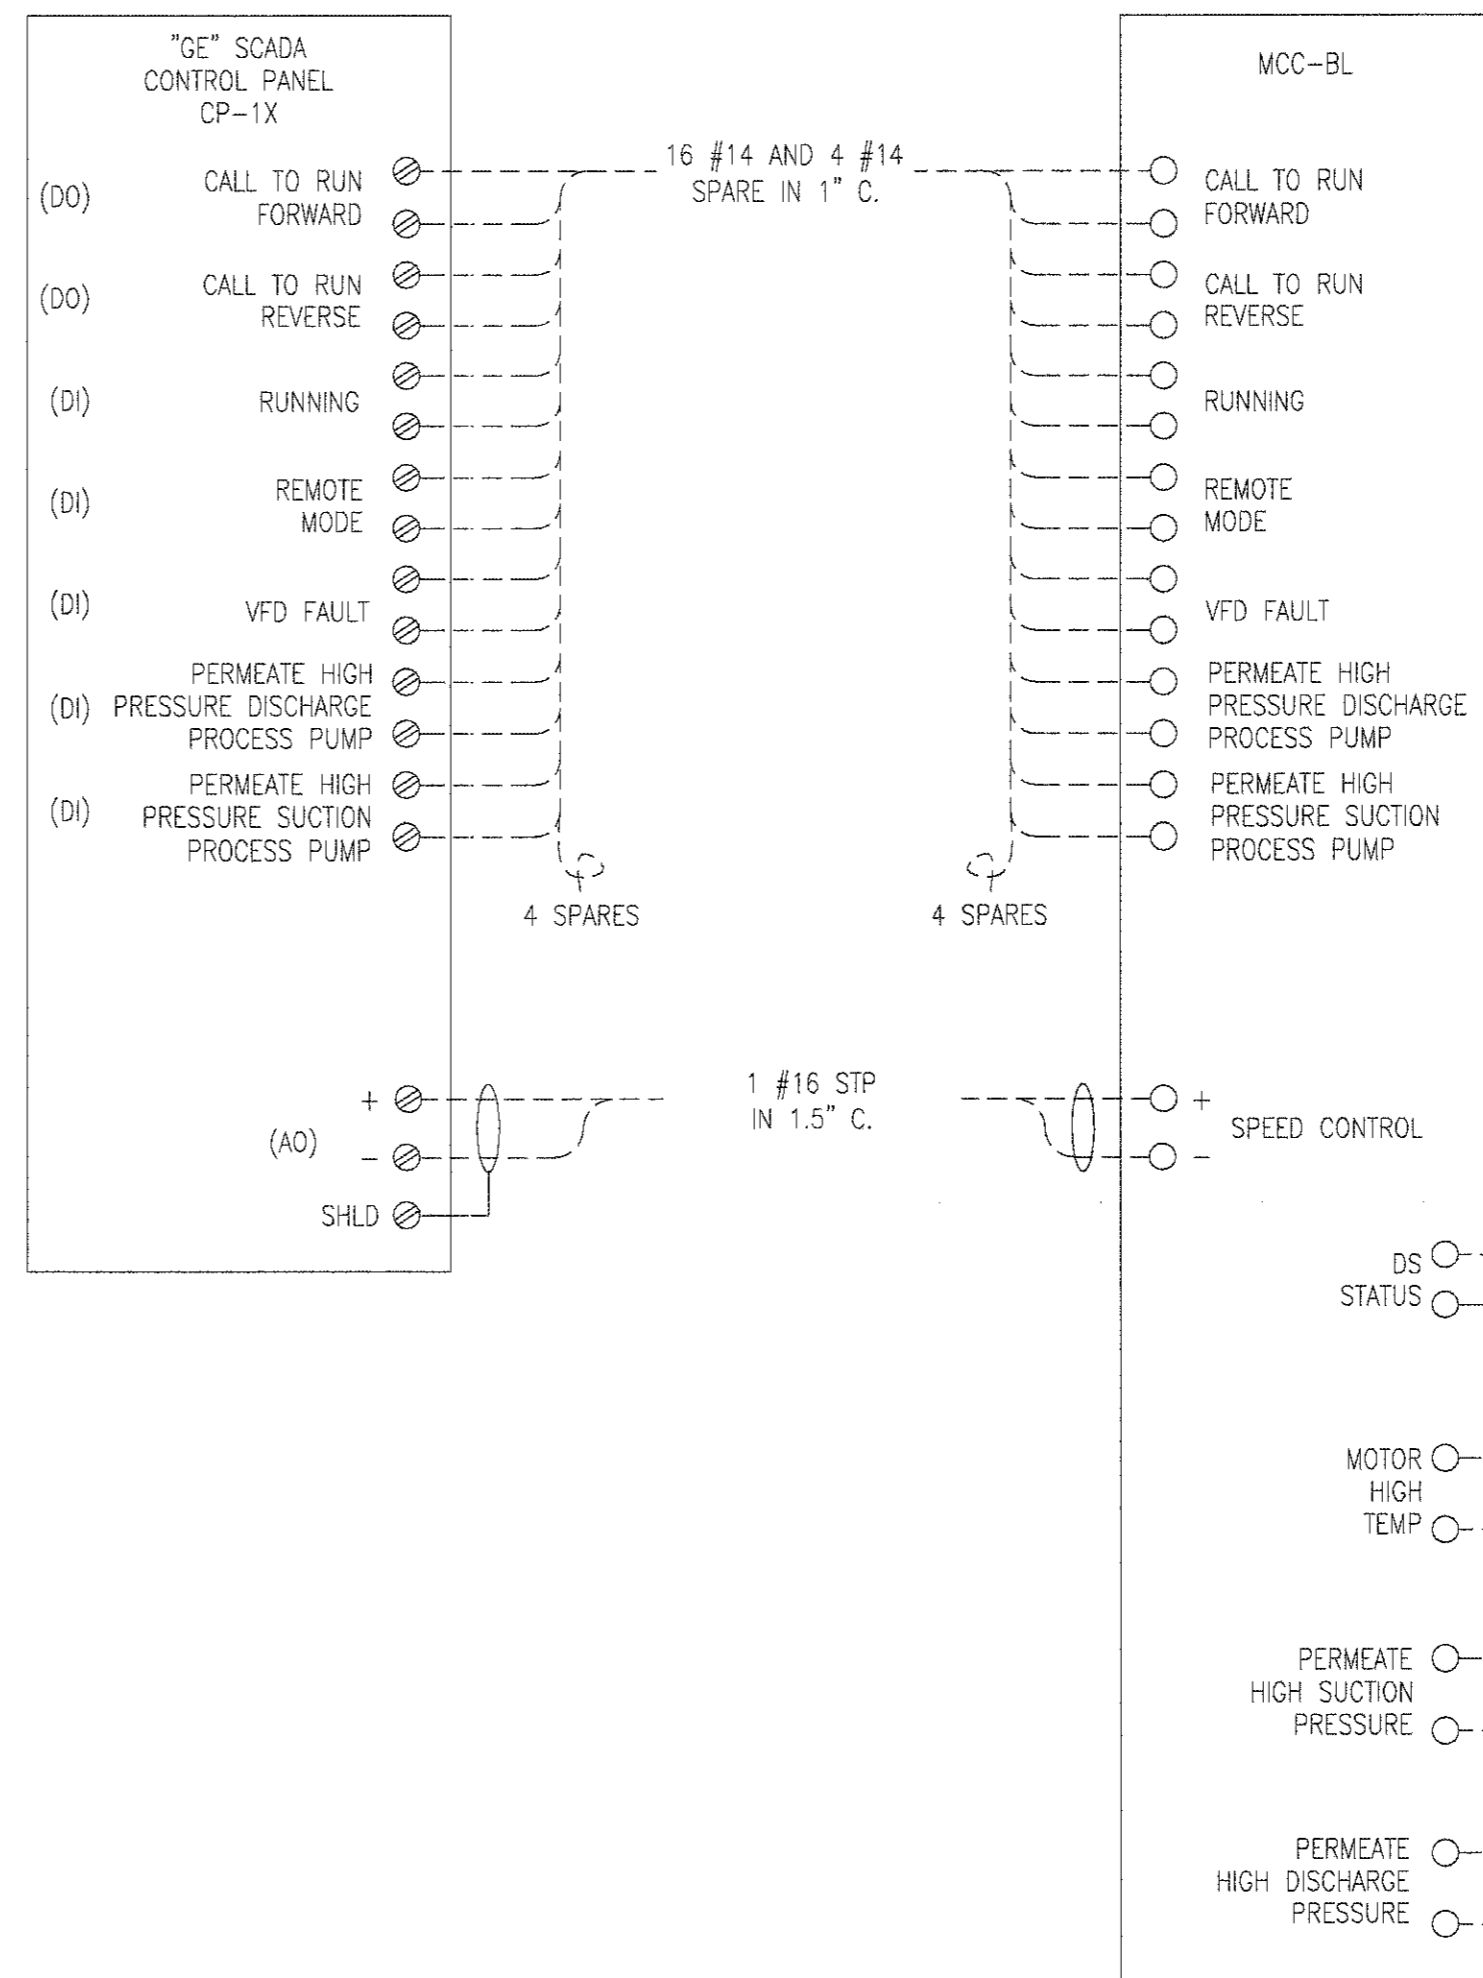 "GE" SCADA
CONTROL PANEL
CP-1X
(DO)
CALL TO RUN
FORWARD
(DO)
CALL TO RUN
REVERSE
(DI)
RUNNING
(DI)
REMOTE
MODE
(DI)
VFD FAULT
(DI)
PERMEATE HIGH
PRESSURE DISCHARGE
PROCESS PUMP
(DI)
PERMEATE HIGH
PRESSURE SUCTION
PROCESS PUMP
+
(AO)
-
SHLD
16 #14 AND 4 #14
SPARE IN 1" C.
4 SPARES
4 SPARES
1 #16 STP
IN 1.5" C.
MCC-BL
CALL TO RUN
FORWARD
CALL TO RUN
REVERSE
RUNNING
REMOTE
MODE
VFD FAULT
PERMEATE HIGH
PRESSURE DISCHARGE
PROCESS PUMP
PERMEATE HIGH
PRESSURE SUCTION
PROCESS PUMP
+
SPEED CONTROL
-
DS
STATUS
MOTOR
HIGH
TEMP
PERMEATE
HIGH SUCTION
PRESSURE
PERMEATE
HIGH DISCHARGE
PRESSURE